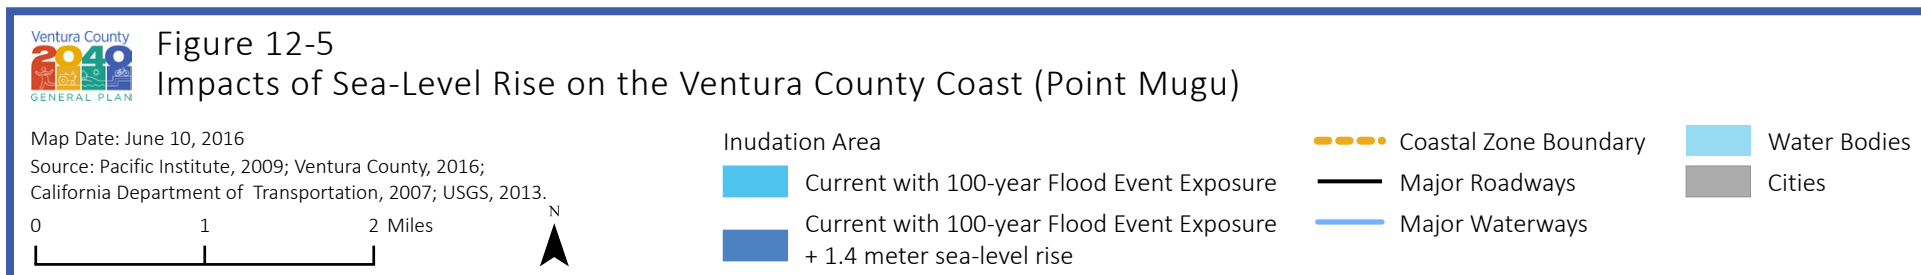 Ventura County
2040
GENERAL PLAN
Figure 12-5
Impacts of Sea-Level Rise on the Ventura County Coast (Point Mugu)
Map Date: June 10, 2016
Source: Pacific Institute, 2009; Ventura County, 2016;
California Department of Transportation, 2007; USGS, 2013.
0 1 2 Miles
N
Inudation Area
Current with 100-year Flood Event Exposure
Current with 100-year Flood Event Exposure
+ 1.4 meter sea-level rise
Coastal Zone Boundary
Major Roadways
Major Waterways
Water Bodies
Cities